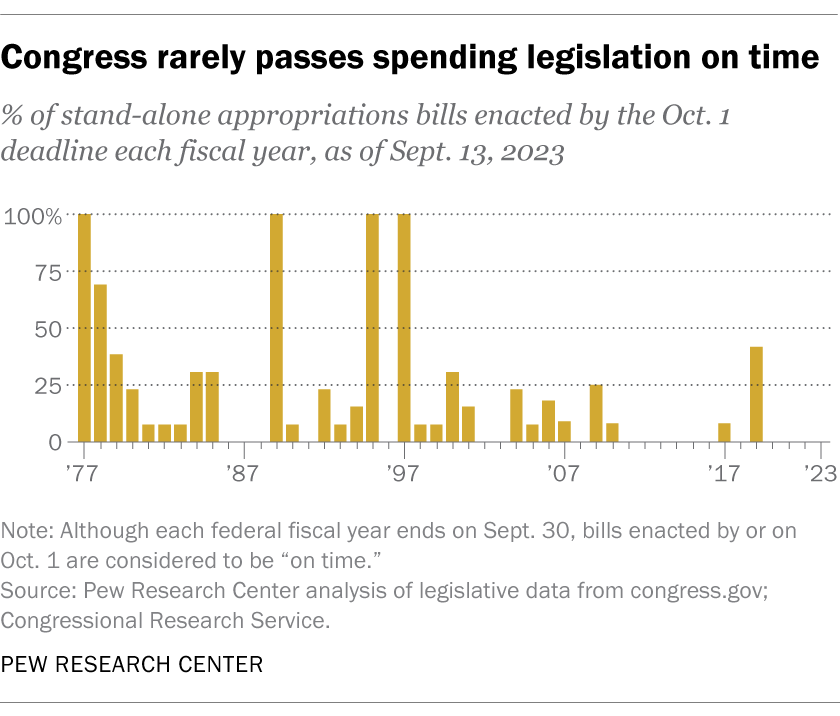 Congress rarely passes spending legislation on time
% of stand-alone appropriations bills enacted by the Oct. 1
deadline each fiscal year, as of Sept. 13, 2023
100%
75
50
25
0
’77 ’87 ’97 ’07 ’17 ’23
Note: Although each federal fiscal year ends on Sept. 30, bills enacted by or on
Oct. 1 are considered to be “on time.”
Source: Pew Research Center analysis of legislative data from congress.gov;
Congressional Research Service.
PEW RESEARCH CENTER